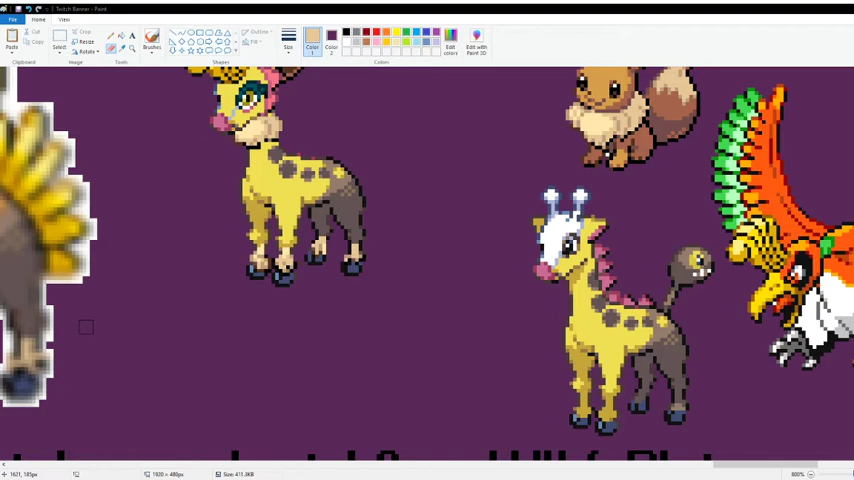 Twitch Banner - Paint
File Home View
Paste
Cut
Copy
Clipboard
Select
Crop
Resize
Rotate
Image
Tools
Brushes
Shapes
Outline
Fill
Size
Color 1
Color 2
Edit colors
Edit with Paint 3D
Colors
1621, 185px
1920 × 480px
Size: 411.3KB
800%